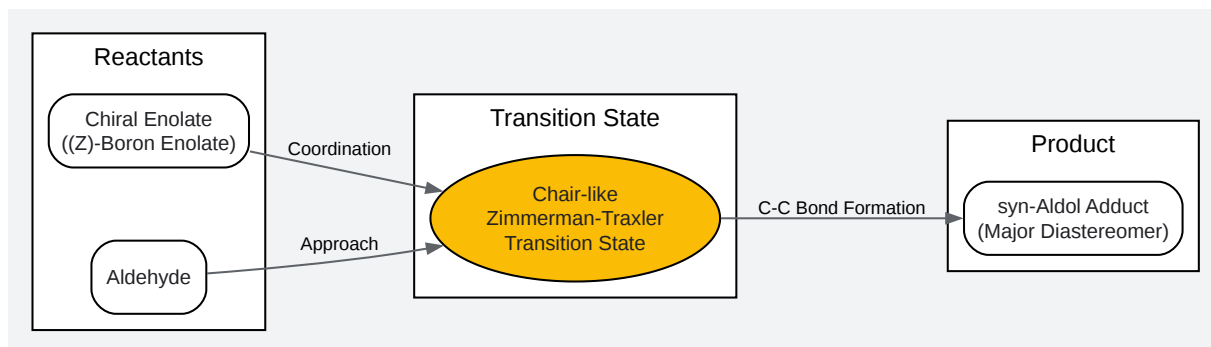 Reactants
Chiral Enolate
((Z)-Boron Enolate)
Aldehyde
Coordination
Approach
Transition State
Chair-like
Zimmerman-Traxler
Transition State
C-C Bond Formation
Product
syn-Aldol Adduct
(Major Diastereomer)